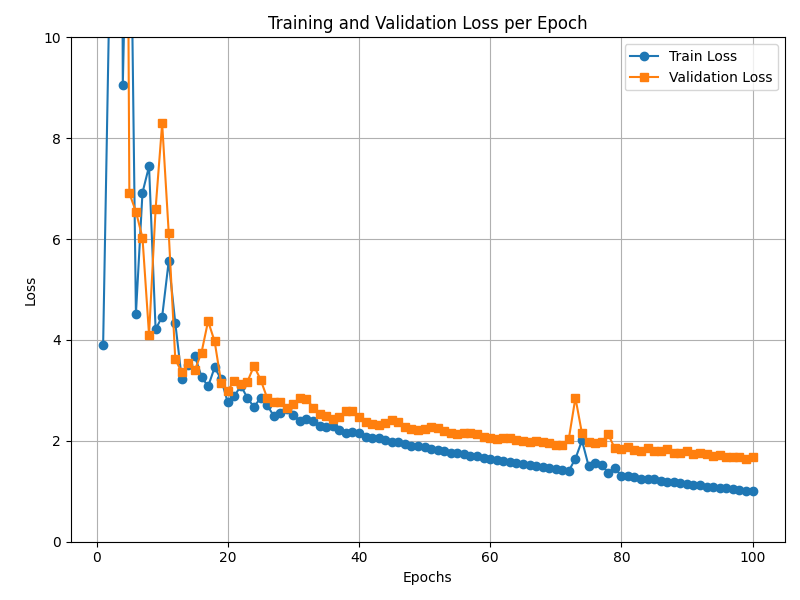 Training and Validation Loss per Epoch
Train Loss
Validation Loss
10
8
6
4
2
0
Loss
0 20 40 60 80 100
Epochs